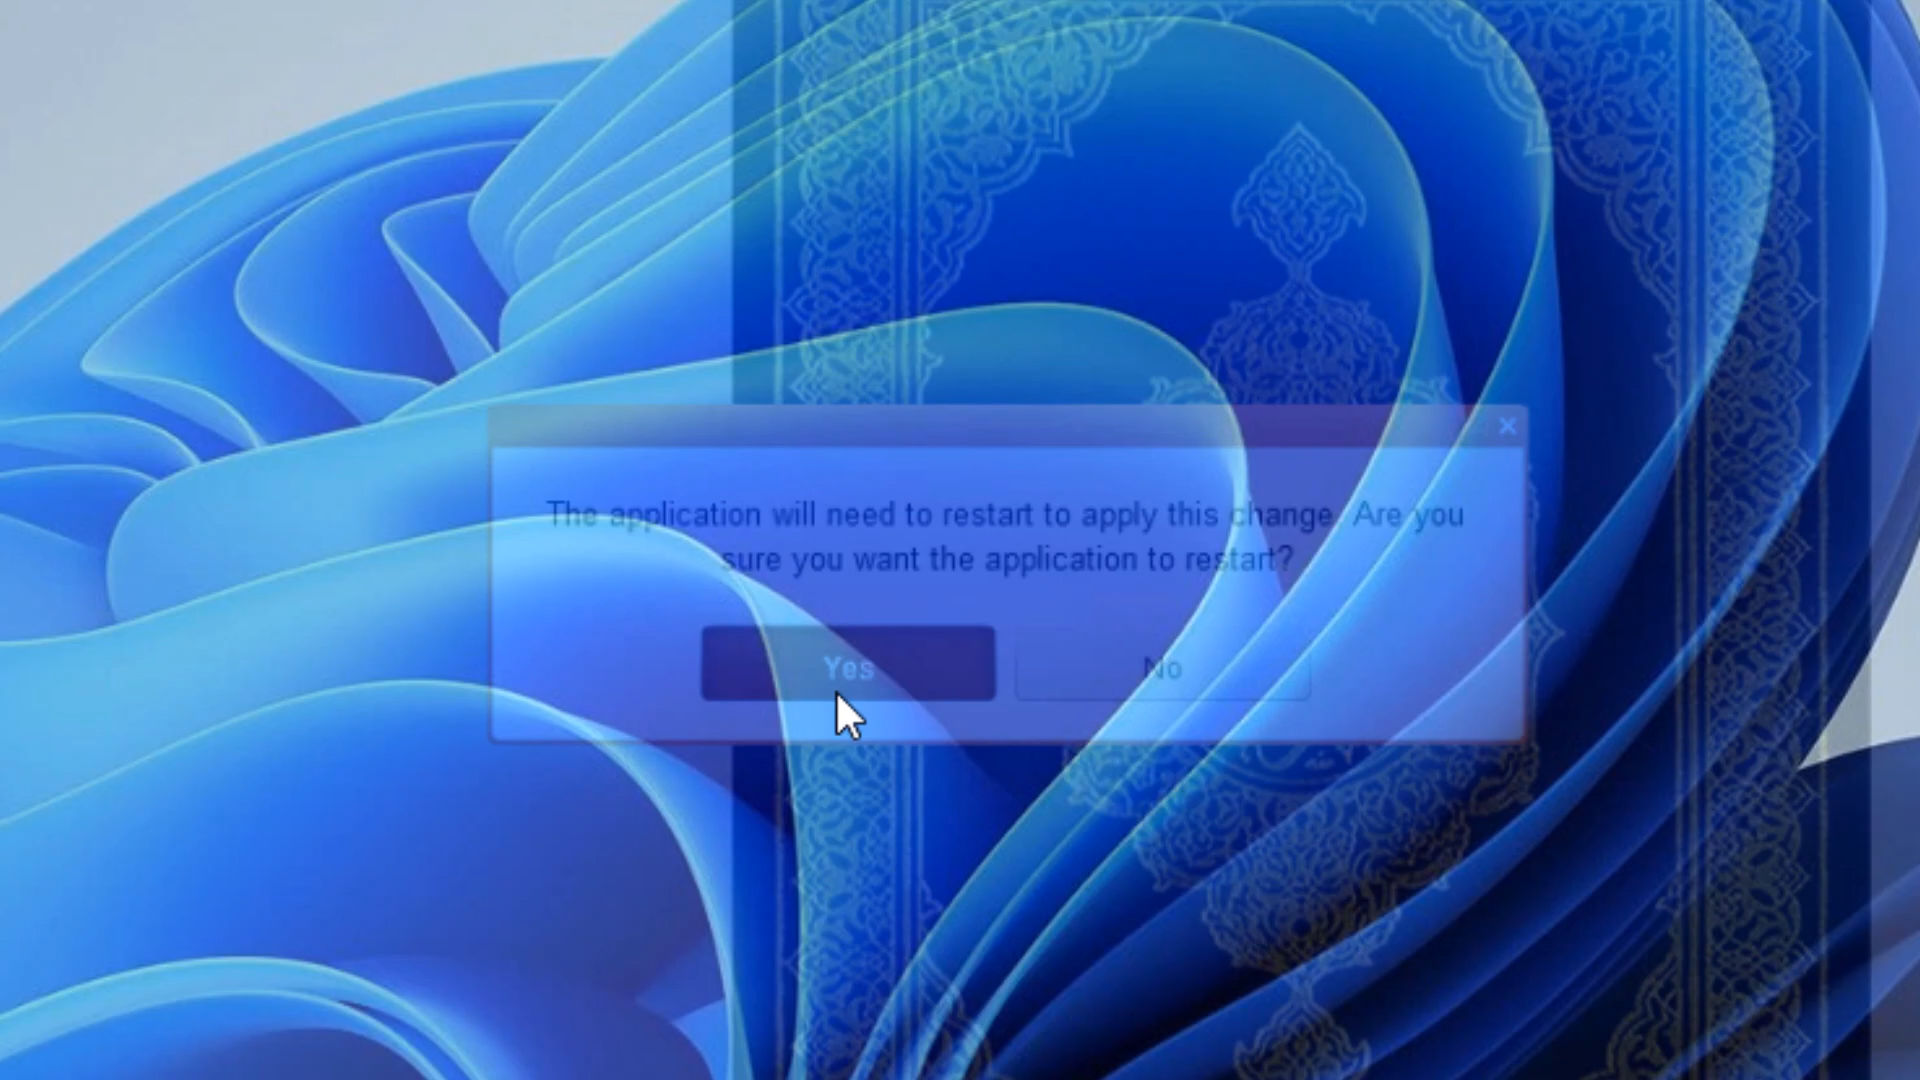 The application will need to restart to apply this change. Are you
sure you want the application to restart?
Yes
No